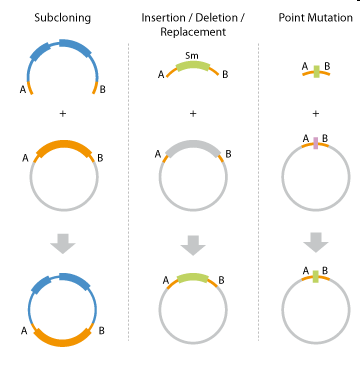 Subcloning
Insertion / Deletion /
Replacement
Point Mutation
Sm
A B
A B
A B
+
+
+
A B
A B
A B
A B
A B
A B